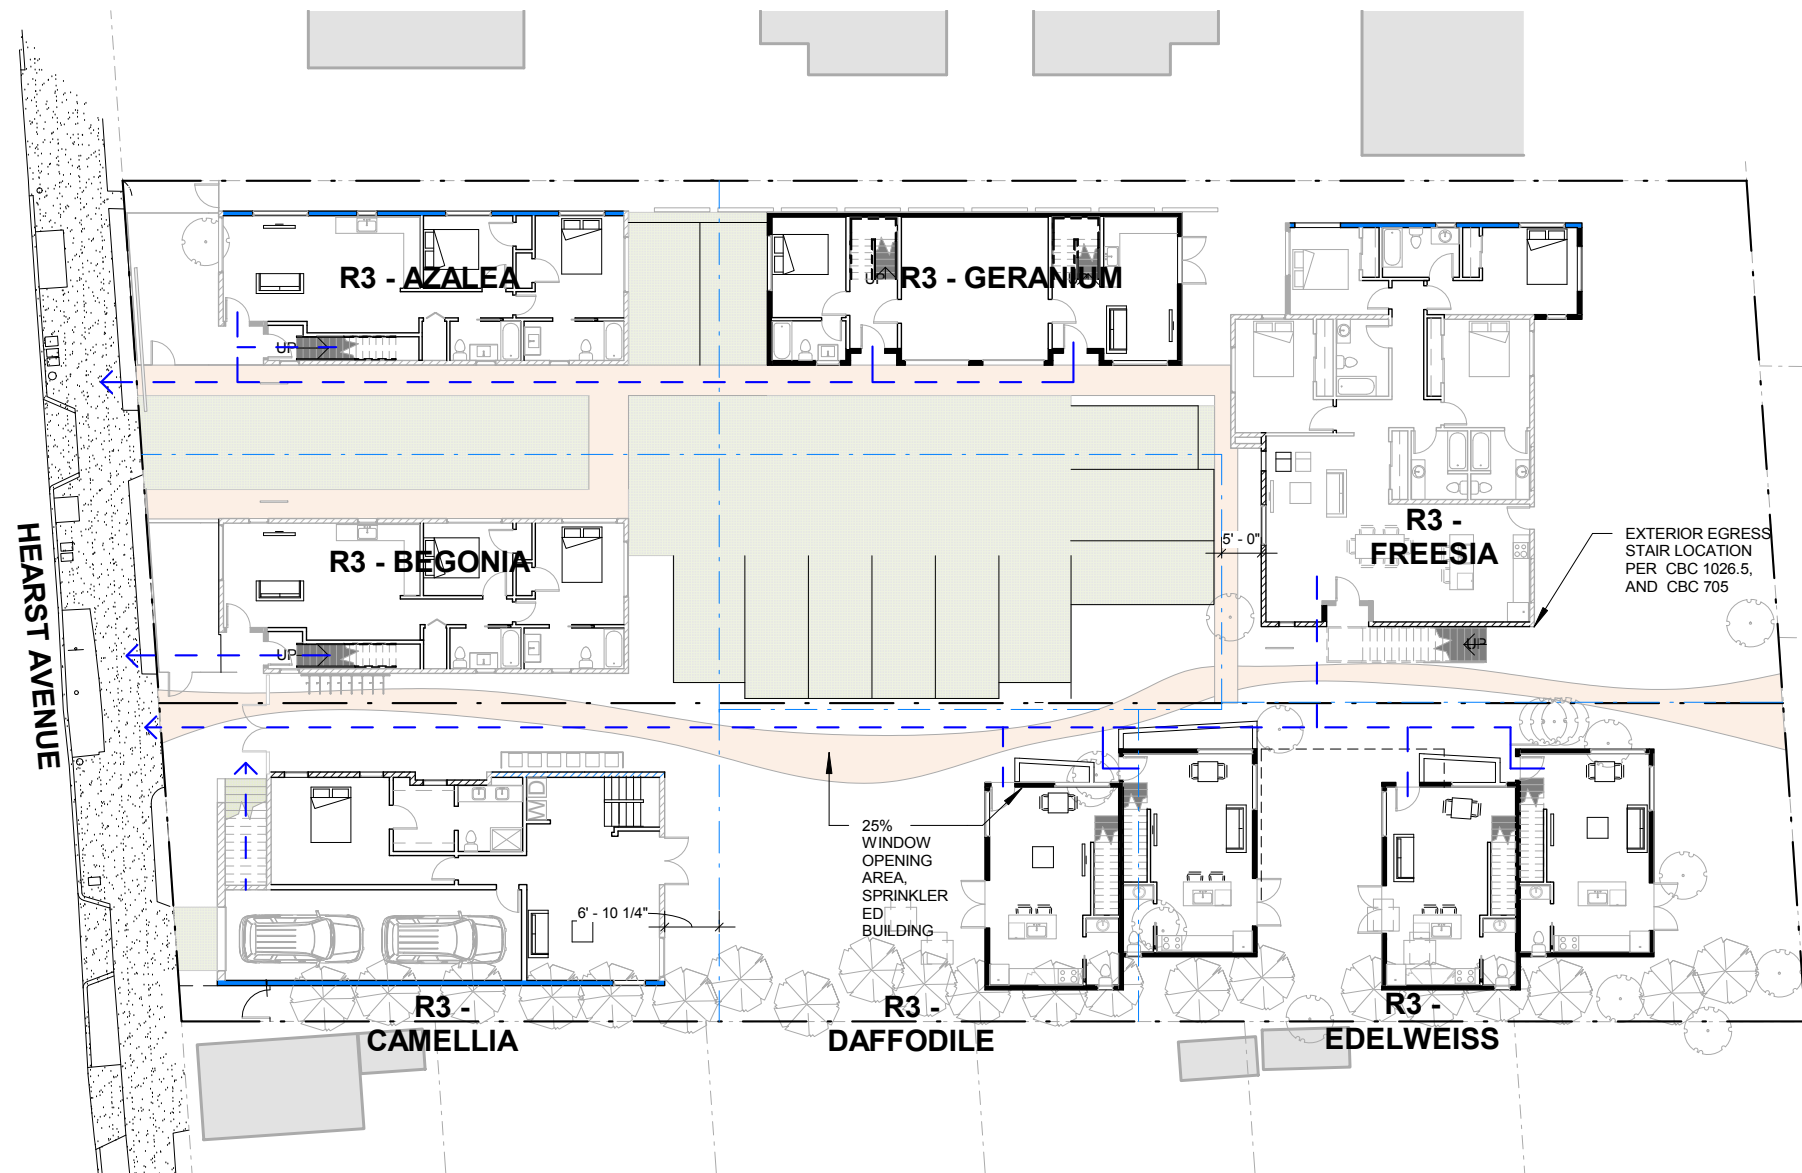 R3 - AZALEA
UP
R3 - GERANIUM
UP
UP
HEARST AVENUE
R3 - BEGONIA
UP
5' - 0"
R3 -
FREESIA
UP
EXTERIOR EGRESS
STAIR LOCATION
PER CBC 1026.5,
AND CBC 705
WD
6' - 10 1/4"
25%
WINDOW
OPENING
AREA,
SPRINKLER
ED
BUILDING
R3 -
CAMELLIA
R3 -
DAFFODILE
R3 -
EDELWEISS